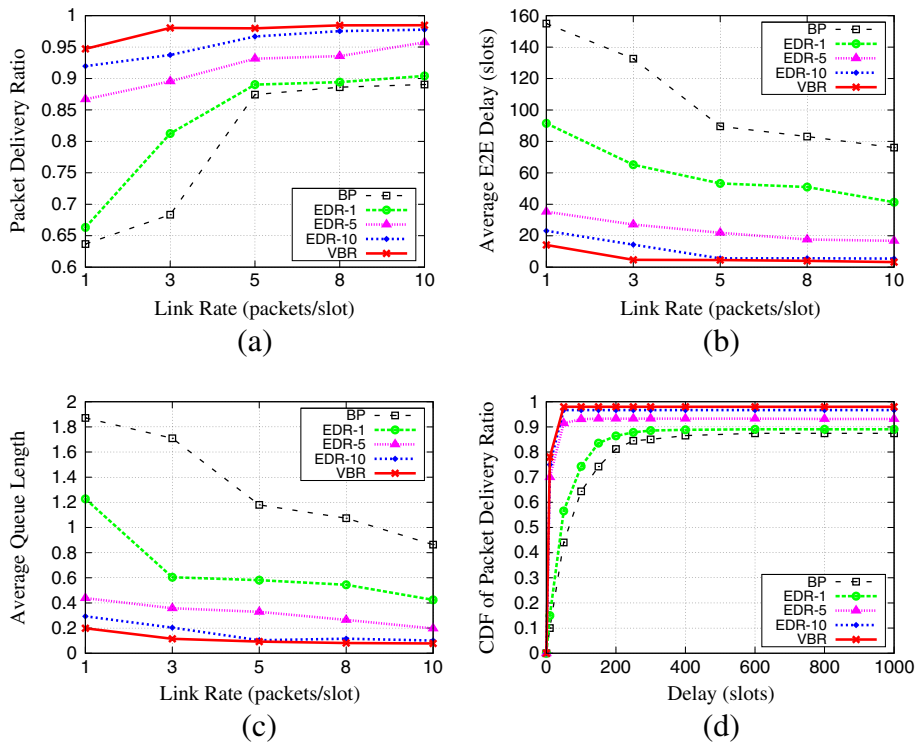 Packet Delivery Ratio
1
0.95
0.9
0.85
0.8
0.75
0.7
0.65
0.6
1 3 5 8 10
Link Rate (packets/slot)
BP
EDR-1
EDR-5
EDR-10
VBR
(a)
Average E2E Delay (slots)
160
140
120
100
80
60
40
20
0
1 3 5 8 10
Link Rate (packets/slot)
BP
EDR-1
EDR-5
EDR-10
VBR
(b)
Average Queue Length
2
1.8
1.6
1.4
1.2
1
0.8
0.6
0.4
0.2
0
1 3 5 8 10
Link Rate (packets/slot)
BP
EDR-1
EDR-5
EDR-10
VBR
(c)
CDF of Packet Delivery Ratio
1
0.9
0.8
0.7
0.6
0.5
0.4
0.3
0.2
0.1
0
0 200 400 600 800 1000
Delay (slots)
BP
EDR-1
EDR-5
EDR-10
VBR
(d)